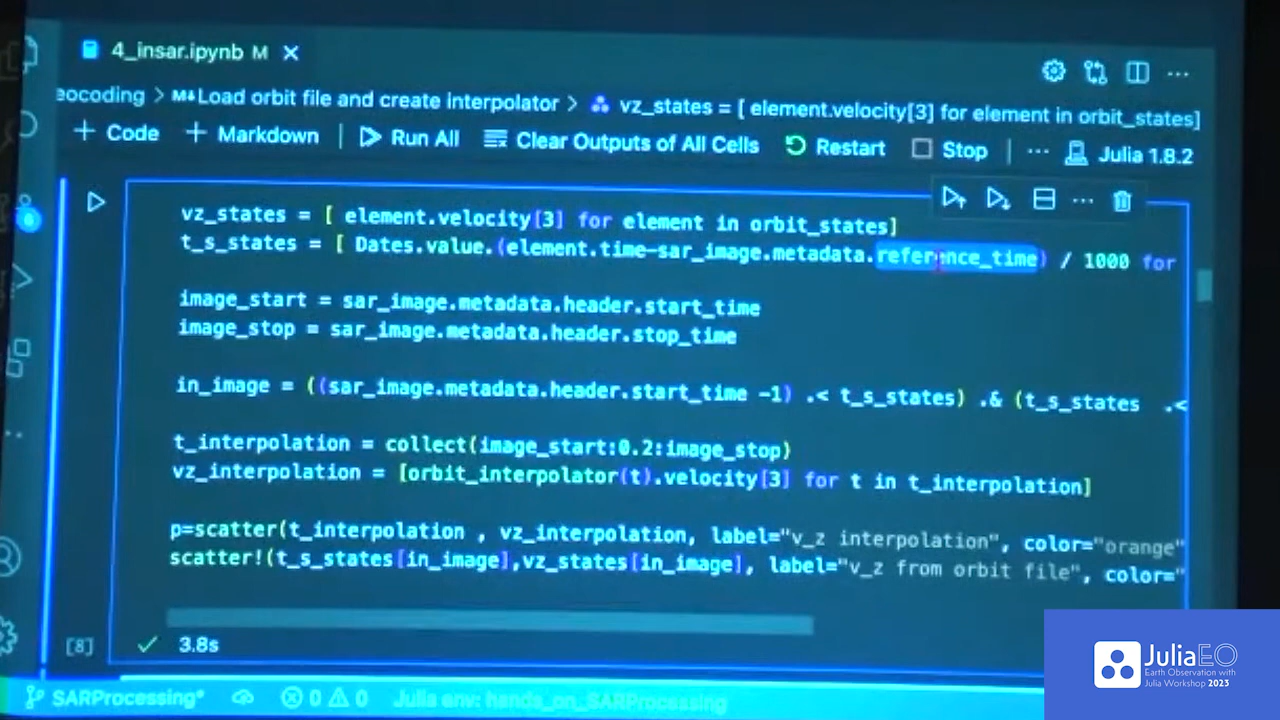 4_insar.ipynb M ×
eocoding > M↓Load orbit file and create interpolator > vz_states = [ element.velocity[3] for element in orbit_states]
+ Code + Markdown | Run All Clear Outputs of All Cells Restart Stop | ··· Julia 1.8.2
vz_states = [ element.velocity[3] for element in orbit_states]
t_s_states = [ Dates.value.(element.time-sar_image.metadata.reference_time) / 1000 for
image_start = sar_image.metadata.header.start_time
image_stop = sar_image.metadata.header.stop_time
in_image = ((sar_image.metadata.header.start_time -1) .< t_s_states) .& (t_s_states .<
t_interpolation = collect(image_start:0.2:image_stop)
vz_interpolation = [orbit_interpolator(t).velocity[3] for t in t_interpolation]
p=scatter(t_interpolation , vz_interpolation, label="v_z interpolation", color="orange"
scatter!(t_s_states[in_image],vz_states[in_image], label="v_z from orbit file", color="
[8] ✓ 3.8s
SARProcessing* 0 0 Julia env: hands_on_SARProcessing
JuliaEO
Earth Observation with
Julia Workshop 2023